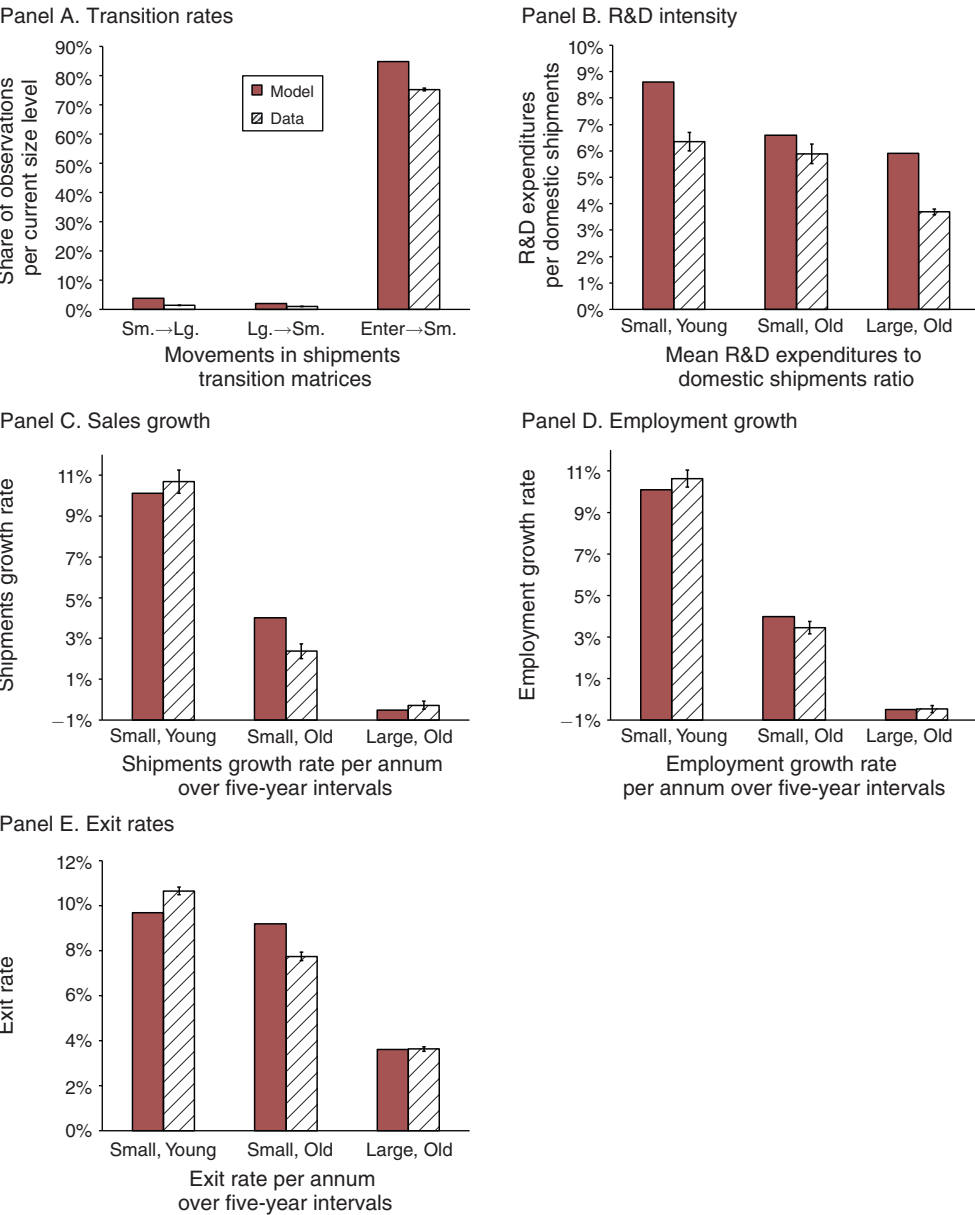 Panel A. Transition rates
Share of observations
per current size level
90%
80%
70%
60%
50%
40%
30%
20%
10%
0%
Model
Data
Sm.→Lg.
Lg.→Sm.
Enter→Sm.
Movements in shipments
transition matrices
Panel B. R&D intensity
R&D expenditures
per domestic shipments
10%
9%
8%
7%
6%
5%
4%
3%
2%
1%
0%
Small, Young
Small, Old
Large, Old
Mean R&D expenditures to
domestic shipments ratio
Panel C. Sales growth
Shipments growth rate
11%
9%
7%
5%
3%
1%
−1%
Small, Young
Small, Old
Large, Old
Shipments growth rate per annum
over five-year intervals
Panel D. Employment growth
Employment growth rate
11%
9%
7%
5%
3%
1%
−1%
Small, Young
Small, Old
Large, Old
Employment growth rate
per annum over five-year intervals
Panel E. Exit rates
Exit rate
12%
10%
8%
6%
4%
2%
0%
Small, Young
Small, Old
Large, Old
Exit rate per annum
over five-year intervals